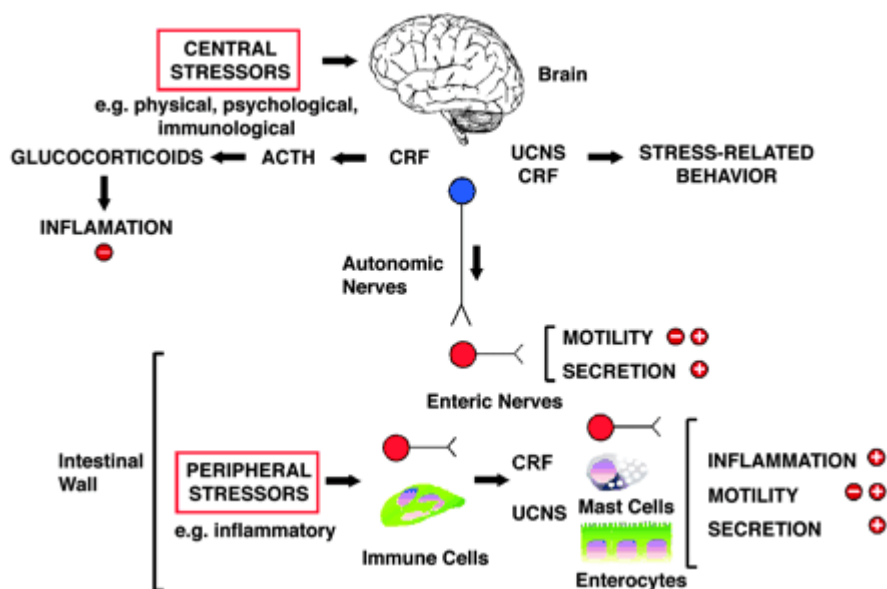 CENTRAL
STRESSORS
Brain
e.g. physical, psychological,
immunological
GLUCOCORTICOIDS
ACTH
CRF
UCNS
CRF
STRESS-RELATED
BEHAVIOR
INFLAMATION
Autonomic
Nerves
MOTILITY
SECRETION
Enteric Nerves
Intestinal
Wall
PERIPHERAL
STRESSORS
e.g. inflammatory
Immune Cells
CRF
UCNS
Mast Cells
Enterocytes
INFLAMMATION
MOTILITY
SECRETION